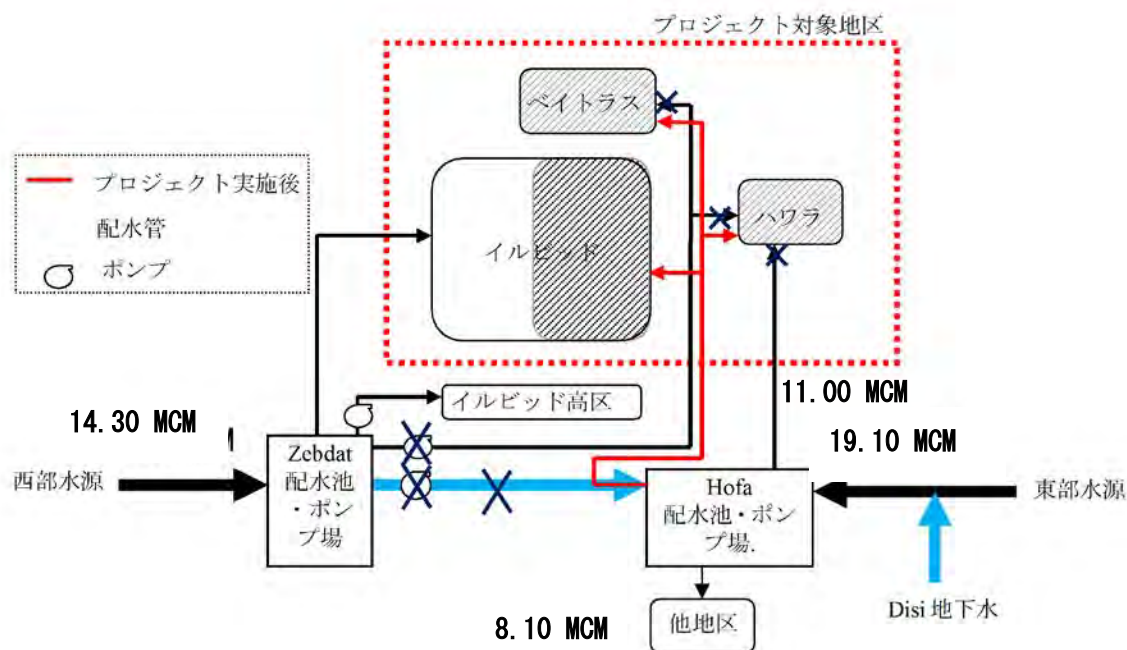 プロジェクト対象地区
ベイトラス
プロジェクト実施後
配水管
ポンプ
ハワラ
イルビッド
11.00 MCM
イルビッド高区
14.30 MCM
19.10 MCM
西部水源
Zebdat
配水池
・ポン
プ場
Hofa
配水池・ポン
プ場.
東部水源
Disi 地下水
8.10 MCM
他地区